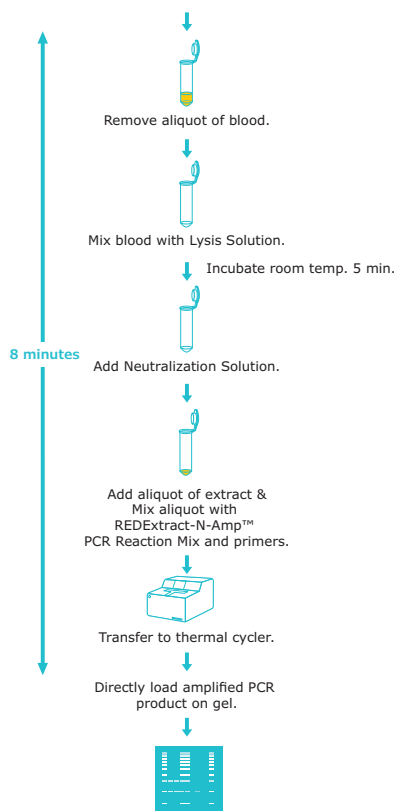 Remove aliquot of blood.
Mix blood with Lysis Solution.
Incubate room temp. 5 min.
8 minutes
Add Neutralization Solution.
Add aliquot of extract &
Mix aliquot with
REDExtract-N-Amp™
PCR Reaction Mix and primers.
Transfer to thermal cycler.
Directly load amplified PCR
product on gel.